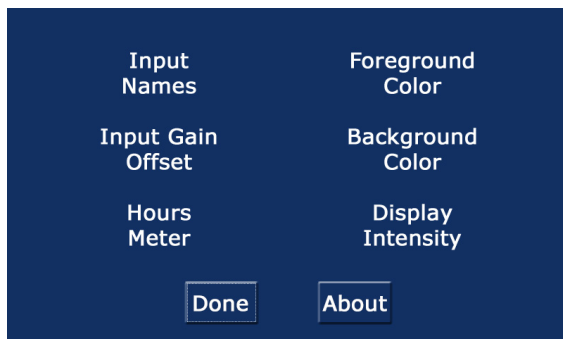 Input
Names
Foreground
Color
Input Gain
Offset
Background
Color
Hours
Meter
Display
Intensity
Done
About